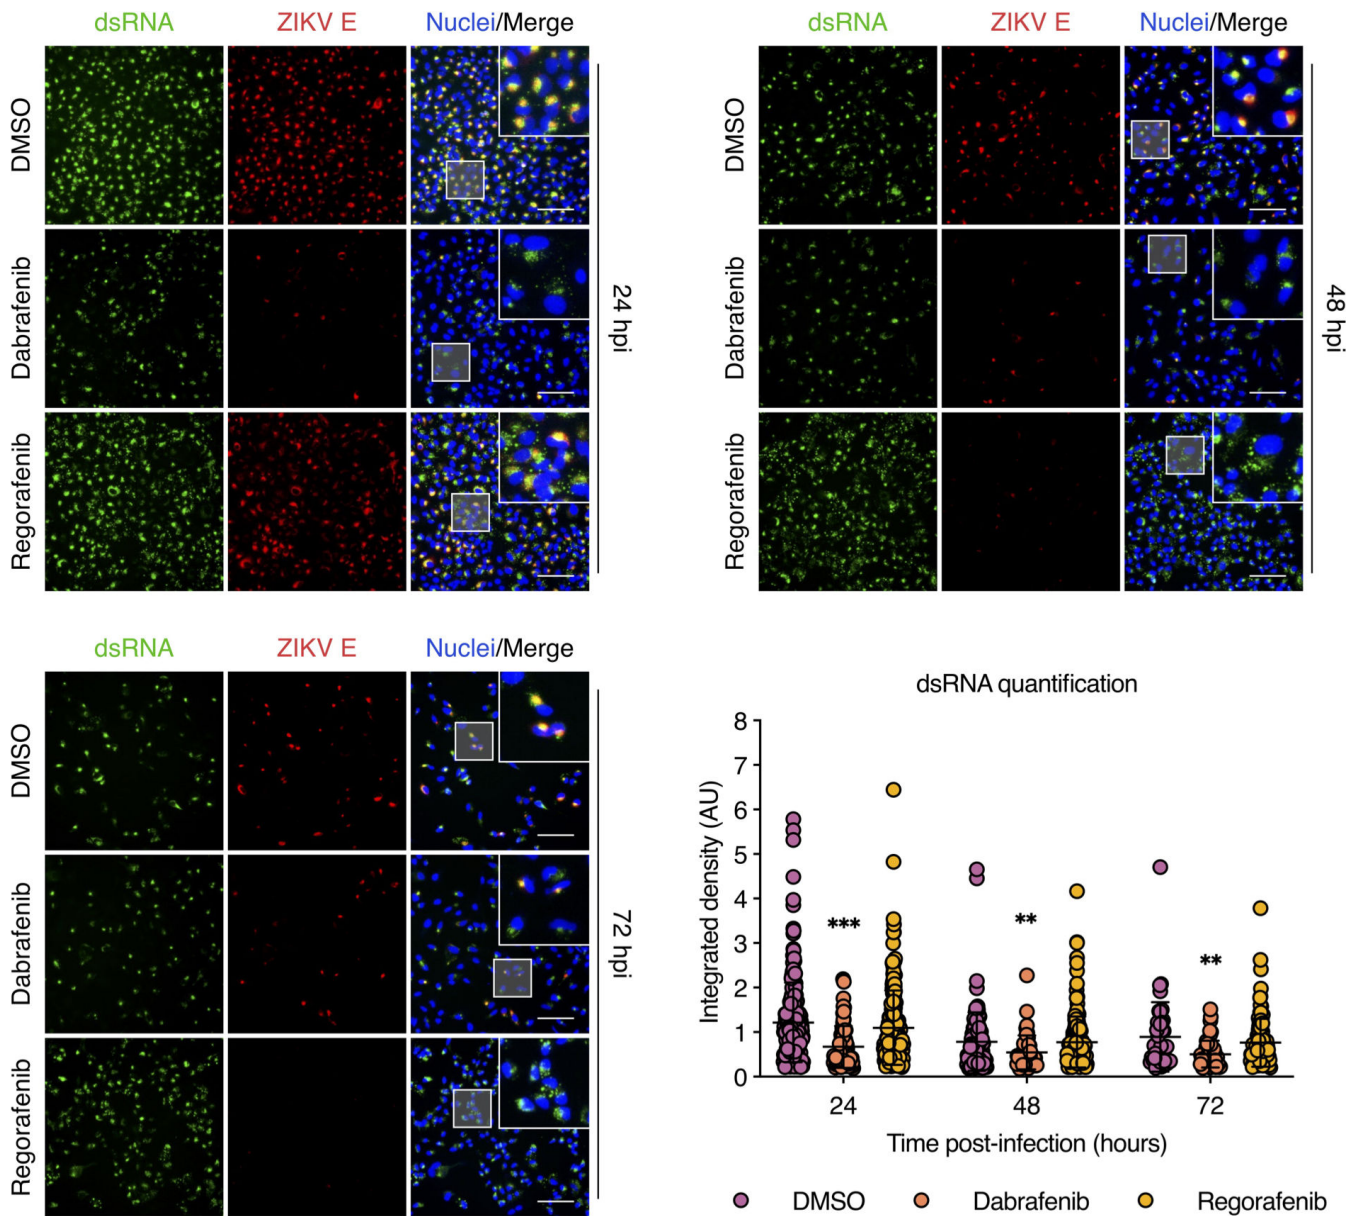 dsRNA ZIKV E Nuclei/Merge
DMSO
Dabrafenib
Regorafenib
24 hpi
dsRNA ZIKV E Nuclei/Merge
DMSO
Dabrafenib
Regorafenib
48 hpi
dsRNA ZIKV E Nuclei/Merge
DMSO
Dabrafenib
Regorafenib
72 hpi
dsRNA quantification
Integrated density (AU)
8
7
6
5
4
3
2
1
0
*** ** **
24 48 72
Time post-infection (hours)
DMSO Dabrafenib Regorafenib